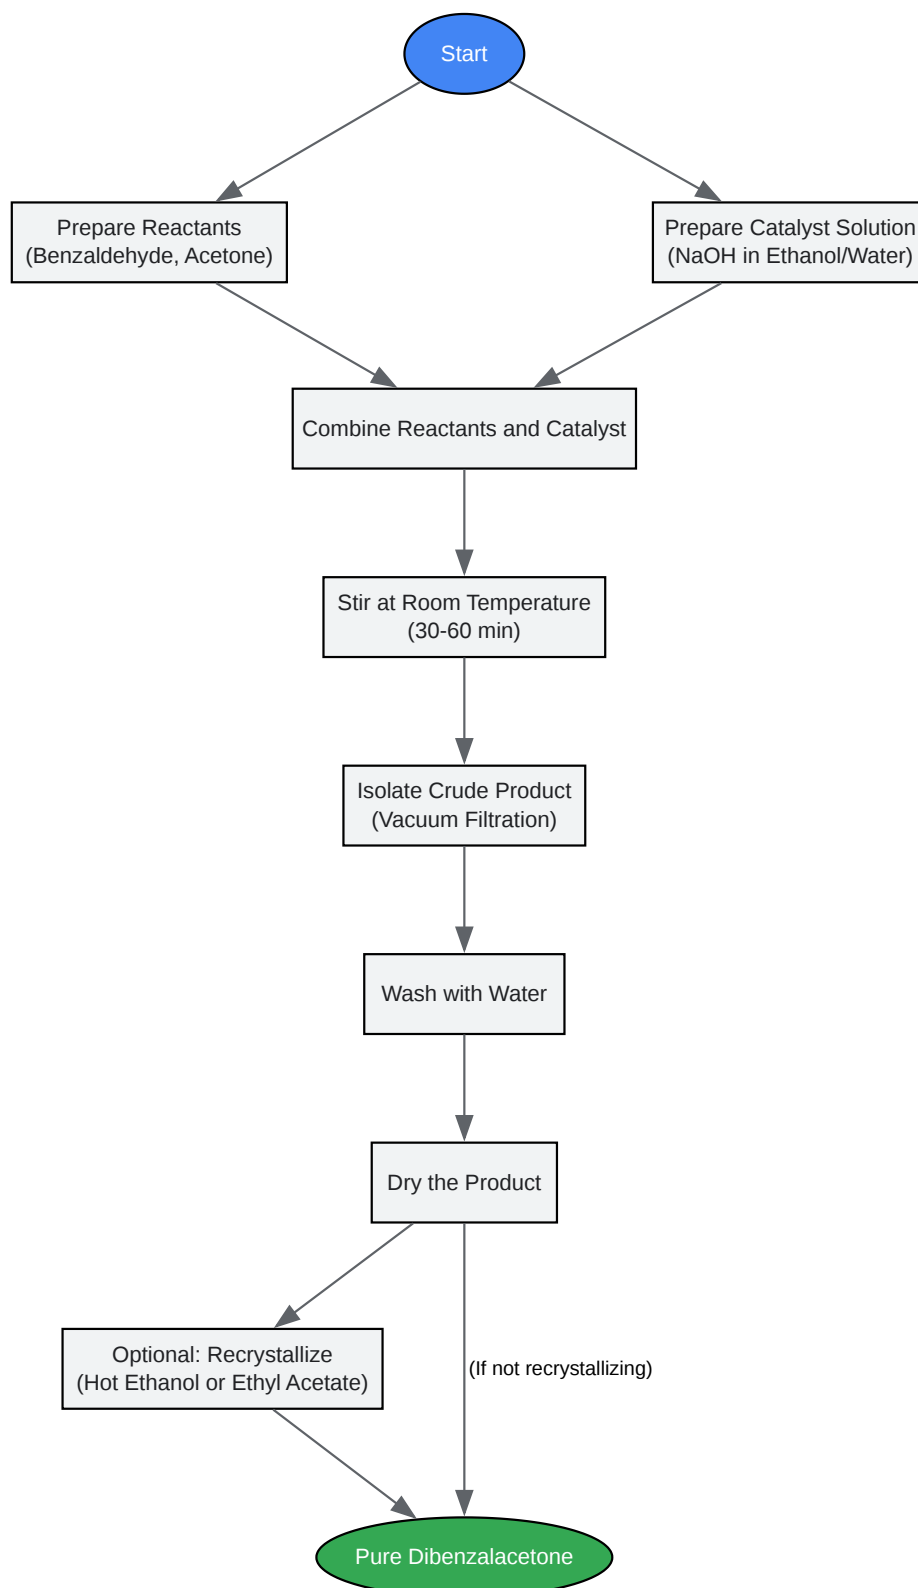 Start
Prepare Reactants
(Benzaldehyde, Acetone)
Prepare Catalyst Solution
(NaOH in Ethanol/Water)
Combine Reactants and Catalyst
Stir at Room Temperature
(30-60 min)
Isolate Crude Product
(Vacuum Filtration)
Wash with Water
Dry the Product
Optional: Recrystallize
(Hot Ethanol or Ethyl Acetate)
(If not recrystallizing)
Pure Dibenzalacetone